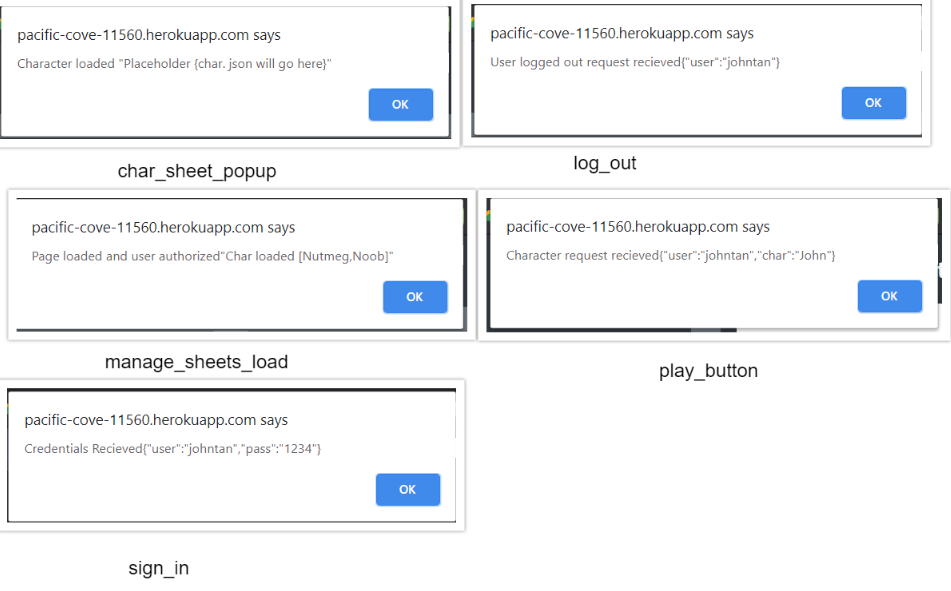 pacific-cove-11560.herokuapp.com says
Character loaded "Placeholder {char. json will go here}"
OK
char_sheet_popup
pacific-cove-11560.herokuapp.com says
User logged out request recieved{"user":"johntan"}
OK
log_out
pacific-cove-11560.herokuapp.com says
Page loaded and user authorized"Char loaded [Nutmeg,Noob]"
OK
manage_sheets_load
pacific-cove-11560.herokuapp.com says
Character request recieved{"user":"johntan","char":"John"}
OK
play_button
pacific-cove-11560.herokuapp.com says
Credentials Recieved{"user":"johntan","pass":"1234"}
OK
sign_in